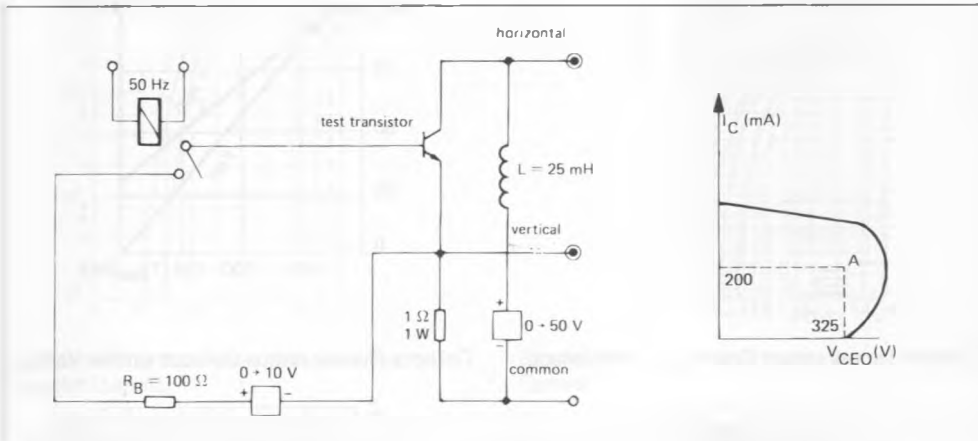 horizontal
50 Hz
test transistor
L = 25 mH
vertical
1 Ω
1 W
+
0 ÷ 50 V
−
common
R_B = 100 Ω
0 ÷ 10 V
+ −
I_C (mA)
A
200
325
V_CEO (V)